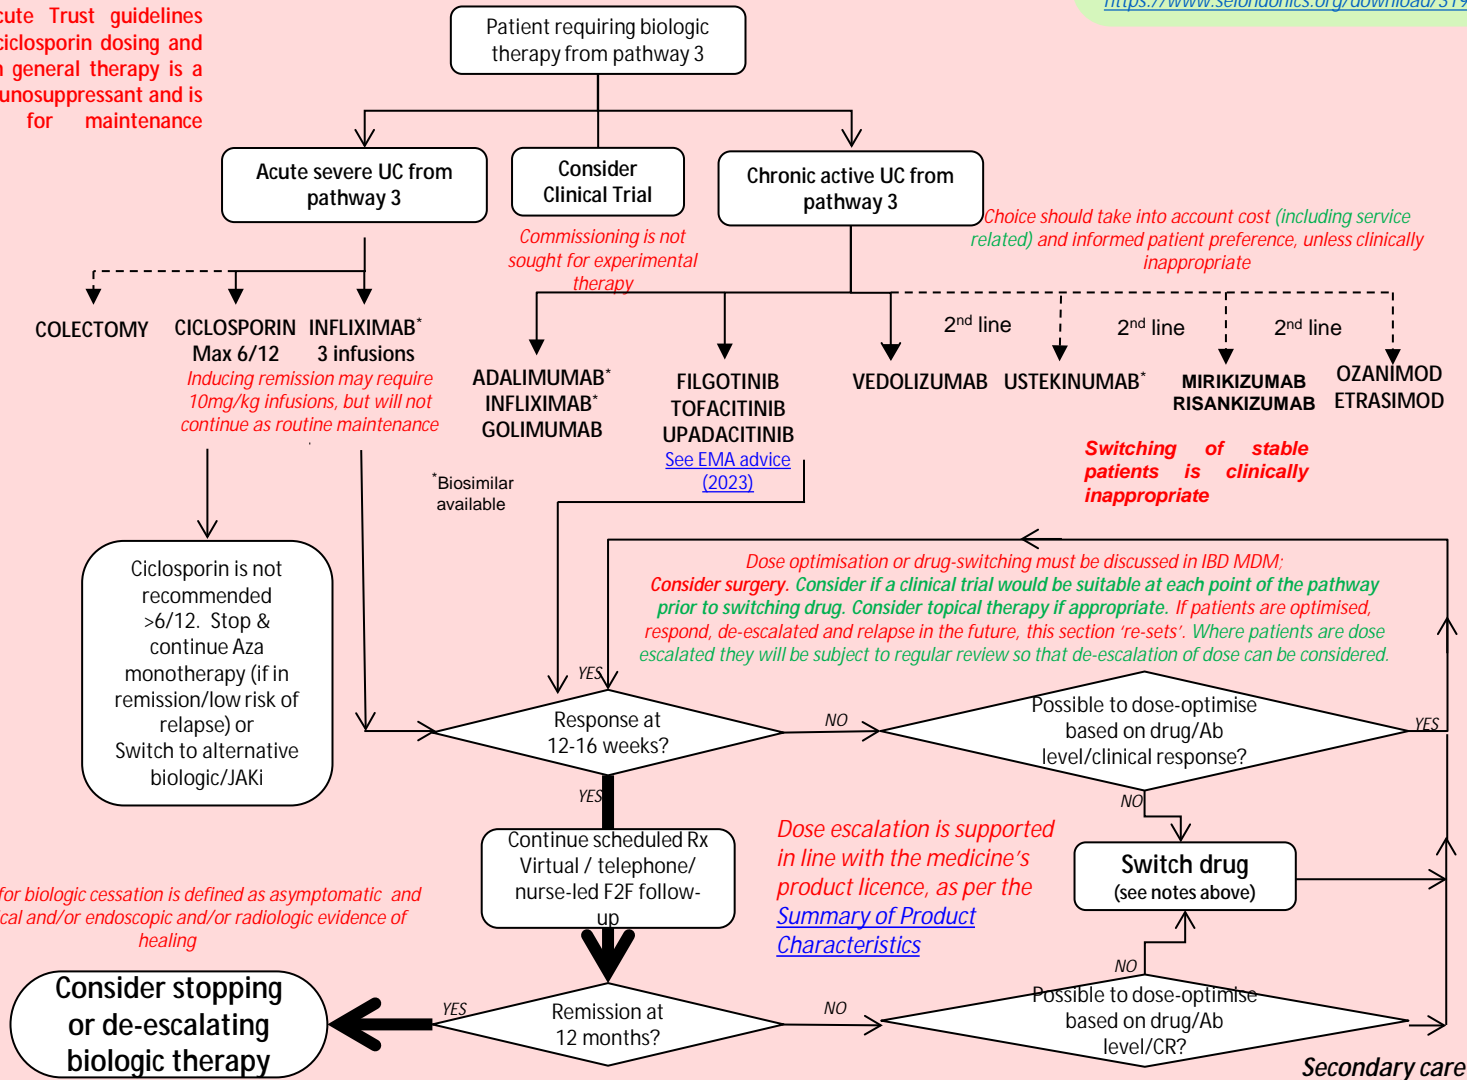 cute Trust guidelines
ciclosporin dosing and
general therapy is a
unosuppressant and is
for maintenance
https://www.selondonics.org/download/319
Patient requiring biologic
therapy from pathway 3
Acute severe UC from
pathway 3
Consider
Clinical Trial
Chronic active UC from
pathway 3
Commissioning is not
sought for experimental
therapy
Choice should take into account cost (including service
related) and informed patient preference, unless clinically
inappropriate
COLECTOMY
CICLOSPORIN
Max 6/12
INFLIXIMAB*
3 infusions
Inducing remission may require
10mg/kg infusions, but will not
continue as routine maintenance
ADALIMUMAB*
INFLIXIMAB*
GOLIMUMAB
FILGOTINIB
TOFACITINIB
UPADACITINIB
See EMA advice
(2023)
VEDOLIZUMAB
2nd line
USTEKINUMAB*
2nd line
MIRIKIZUMAB
RISANKIZUMAB
2nd line
OZANIMOD
ETRASIMOD
*Biosimilar
available
Switching of stable
patients is clinically
inappropriate
Ciclosporin is not
recommended
>6/12. Stop &
continue Aza
monotherapy (if in
remission/low risk of
relapse) or
Switch to alternative
biologic/JAKi
Dose optimisation or drug-switching must be discussed in IBD MDM;
Consider surgery. Consider if a clinical trial would be suitable at each point of the pathway
prior to switching drug. Consider topical therapy if appropriate. If patients are optimised,
respond, de-escalated and relapse in the future, this section 're-sets'. Where patients are dose
escalated they will be subject to regular review so that de-escalation of dose can be considered.
YES
Response at
12-16 weeks?
NO
Possible to dose-optimise
based on drug/Ab
level/clinical response?
YES
YES
NO
Continue scheduled Rx
Virtual / telephone/
nurse-led F2F follow-
up
Dose escalation is supported
in line with the medicine's
product licence, as per the
Summary of Product
Characteristics
Switch drug
(see notes above)
for biologic cessation is defined as asymptomatic and
ical and/or endoscopic and/or radiologic evidence of
healing
Consider stopping
or de-escalating
biologic therapy
YES
Remission at
12 months?
NO
NO
Possible to dose-optimise
based on drug/Ab
level/CR?
Secondary care